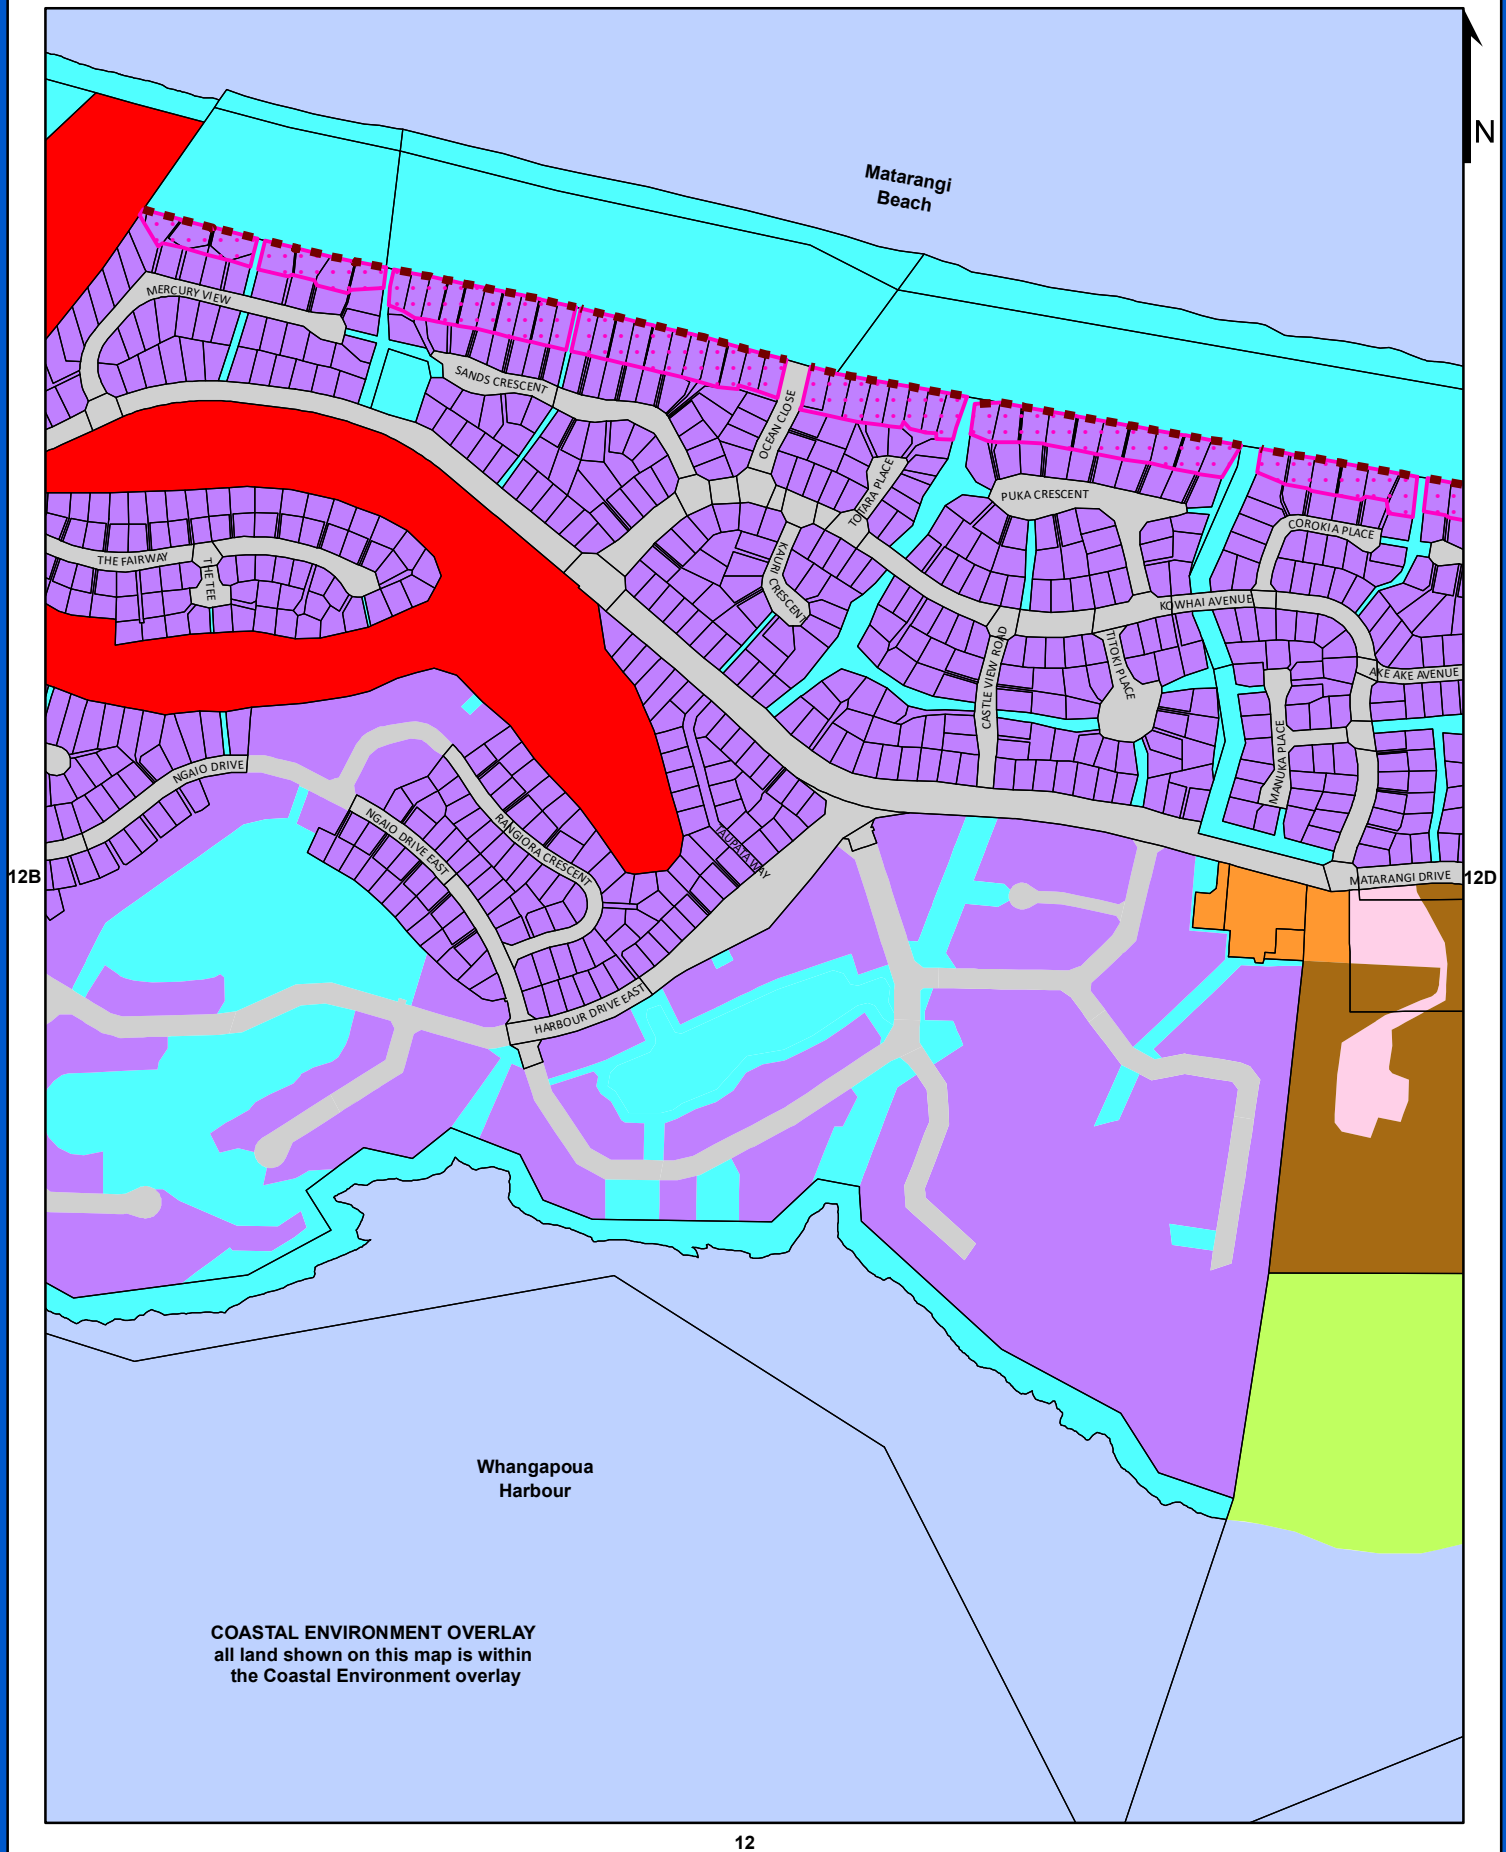 N
Matarangi
Beach
MERCURY VIEW
SANDS CRESCENT
OCEAN CLOSE
TOTARA PLACE
PUKA CRESCENT
COROKIA PLACE
THE FAIRWAY
THE TEE
KAURI
CRESCENT
KOWHAI AVENUE
CASTLE VIEW ROAD
TITOKI PLACE
AKE AKE AVENUE
MANUKA PLACE
NGAIO DRIVE
NGAIO DRIVE EAST
RANGIORA CRESCENT
TAUPATA WAY
12B
MATARANGI DRIVE
12D
HARBOUR DRIVE EAST
Whangapoua
Harbour
COASTAL ENVIRONMENT OVERLAY
all land shown on this map is within
the Coastal Environment overlay
12